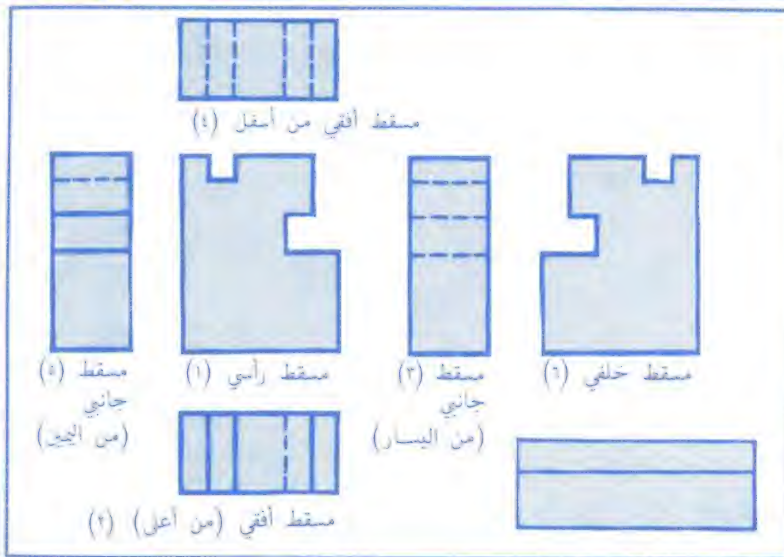 مسقط أفقي من أسفل (٤)
مسقط خلفي (٦)
مسقط (٣)
جانبي
(من اليسار)
مسقط رأسي (١)
مسقط (٥)
جانبي
(من اليمين)
مسقط أفقي (من أعلى) (٢)